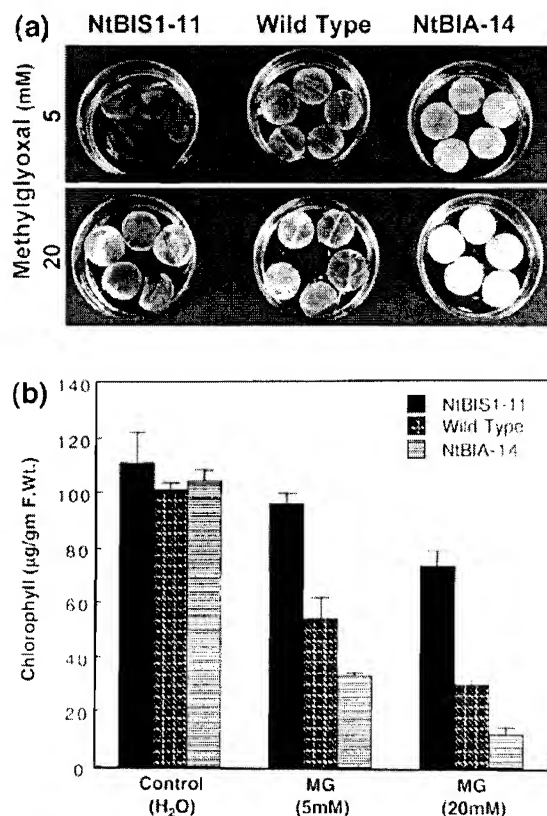 (a) NtBIS1-11 Wild Type NtBIA-14
Methylglyoxal (mM)
5
20
(b)
140
120
100
80
60
40
20
0
Chlorophyll (µg/gm F.Wt.)
NtBIS1-11
Wild Type
NtBIA-14
Control MG MG
(H₂O) (5mM) (20mM)